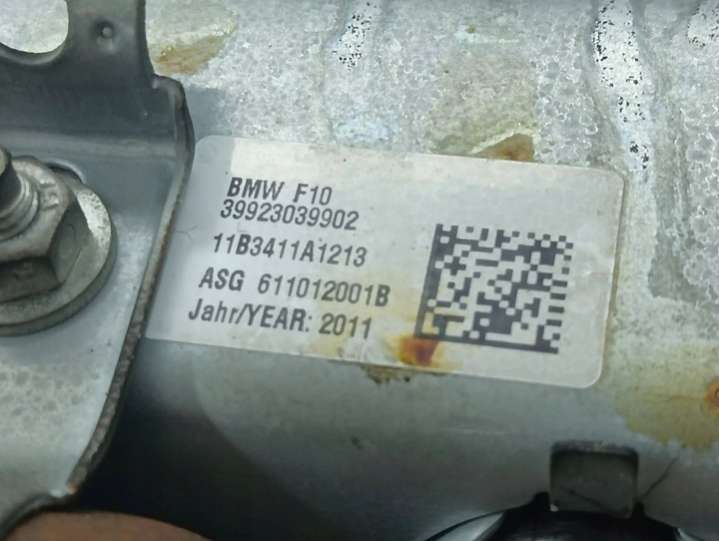 BMW F10
39923039902
11B3411A1213
ASG 611012001B
Jahr/YEAR: 2011